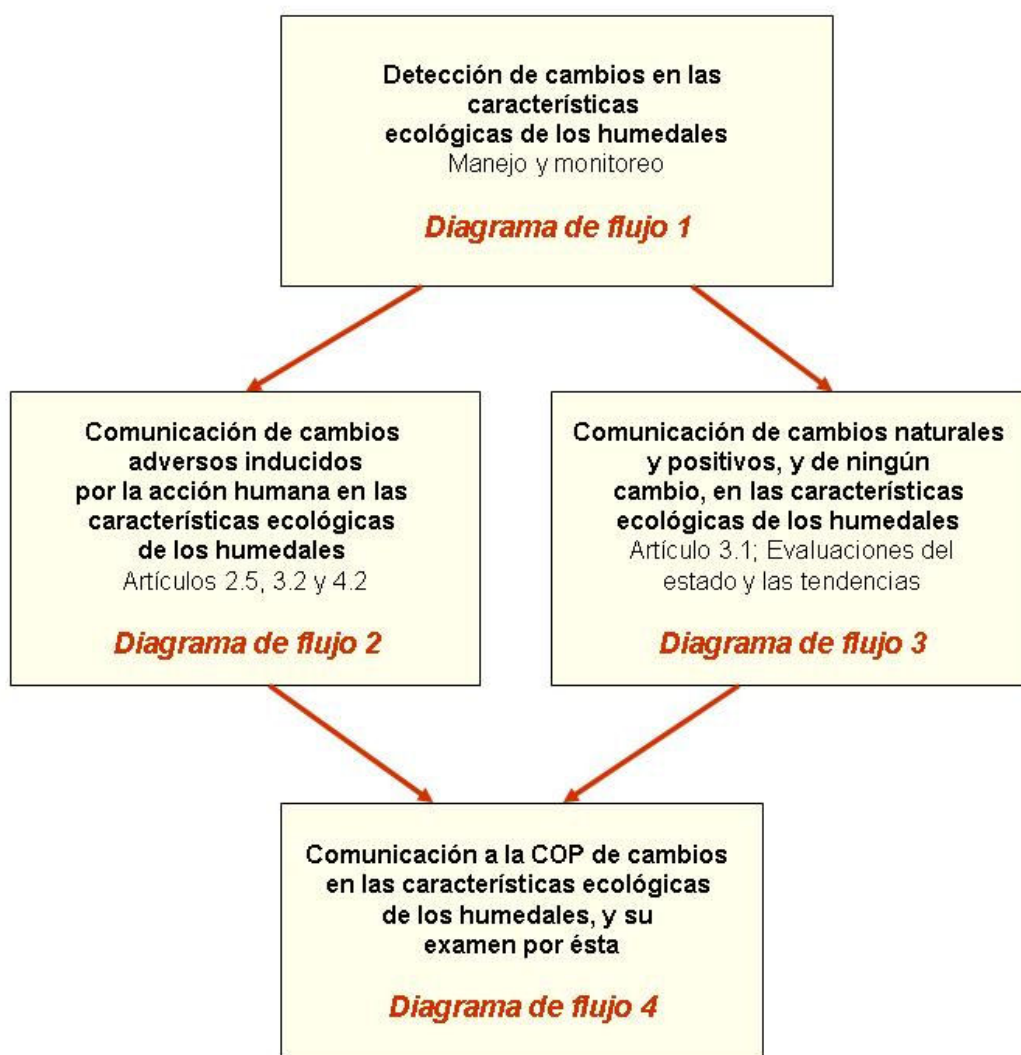 Detección de cambios en las
características
ecológicas de los humedales
Manejo y monitoreo
Diagrama de flujo 1
Comunicación de cambios
adversos inducidos
por la acción humana en las
características ecológicas
de los humedales
Artículos 2.5, 3.2 y 4.2
Diagrama de flujo 2
Comunicación de cambios naturales
y positivos, y de ningún
cambio, en las características
ecológicas de los humedales
Artículo 3.1; Evaluaciones del
estado y las tendencias
Diagrama de flujo 3
Comunicación a la COP de cambios
en las características ecológicas
de los humedales, y su
examen por ésta
Diagrama de flujo 4